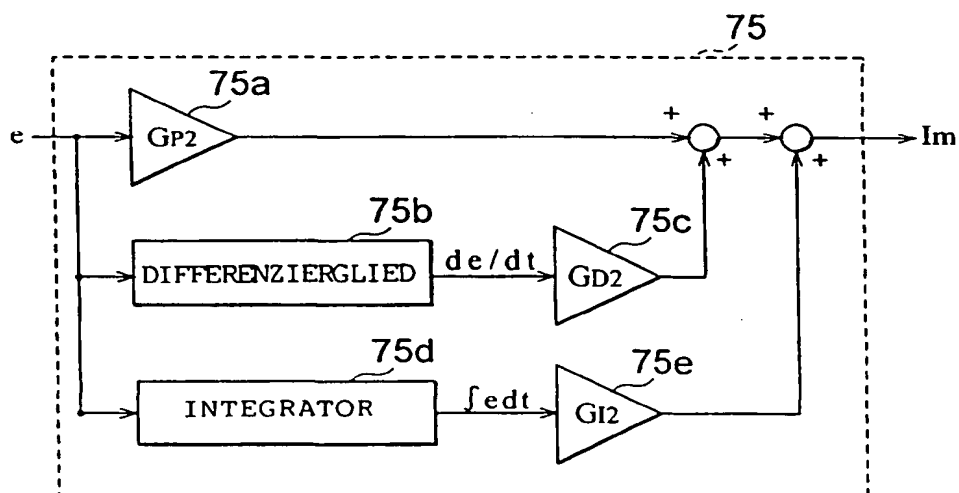 75
75a
e
GP2
+
+
Im
+
+
75b
75c
DIFFERENZIERGLIED
de/dt
GD2
75d
75e
INTEGRATOR
∫edt
GI2